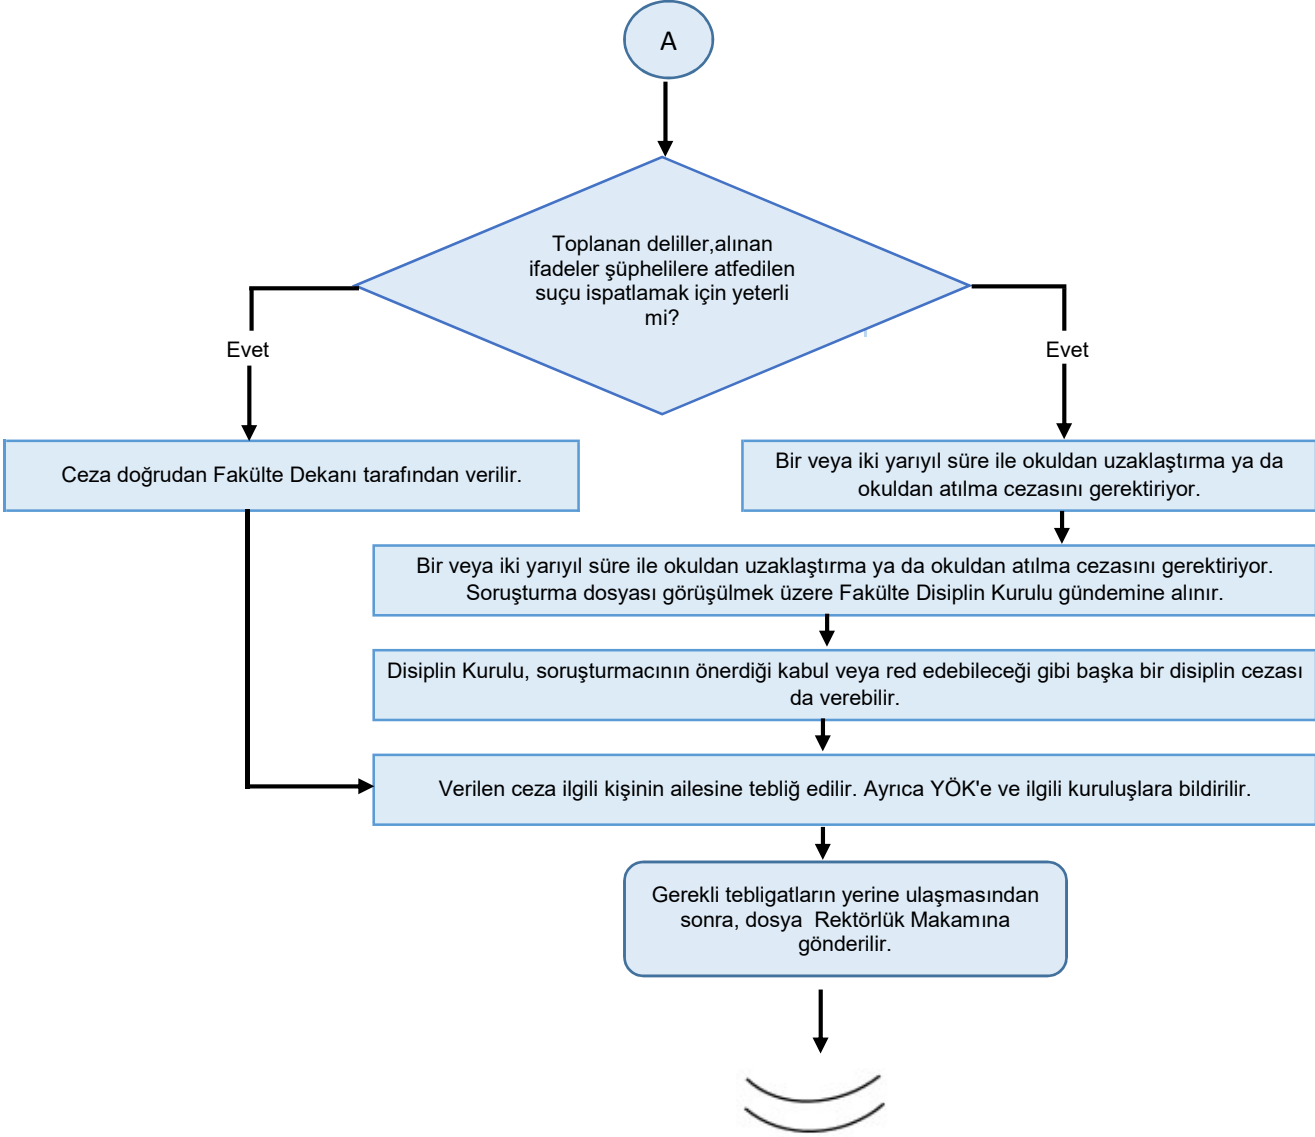 A
Toplanan deliller,alınan
ifadeler şüphelilere atfedilen
suçu ispatlamak için yeterli
mi?
Evet
Evet
Ceza doğrudan Fakülte Dekanı tarafından verilir.
Bir veya iki yarıyıl süre ile okuldan uzaklaştırma ya da
okuldan atılma cezasını gerektiriyor.
Bir veya iki yarıyıl süre ile okuldan uzaklaştırma ya da okuldan atılma cezasını gerektiriyor.
Soruşturma dosyası görüşülmek üzere Fakülte Disiplin Kurulu gündemine alınır.
Disiplin Kurulu, soruşturmacının önerdiği kabul veya red edebileceği gibi başka bir disiplin cezası
da verebilir.
Verilen ceza ilgili kişinin ailesine tebliğ edilir. Ayrıca YÖK'e ve ilgili kuruluşlara bildirilir.
Gerekli tebligatların yerine ulaşmasından
sonra, dosya  Rektörlük Makamına
gönderilir.